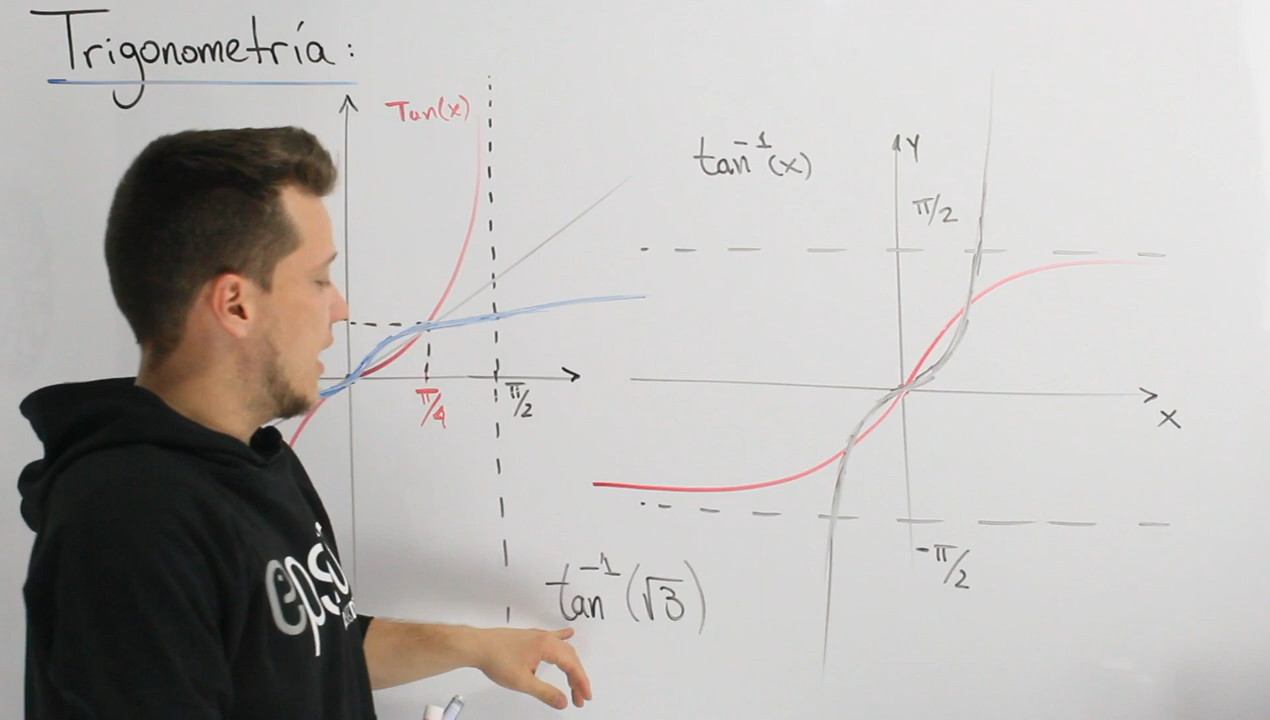 Trigonometría:
Tan(x)
π/4
π/2
tan⁻¹(x)
Y
π/2
X
-π/2
tan⁻¹(√3)